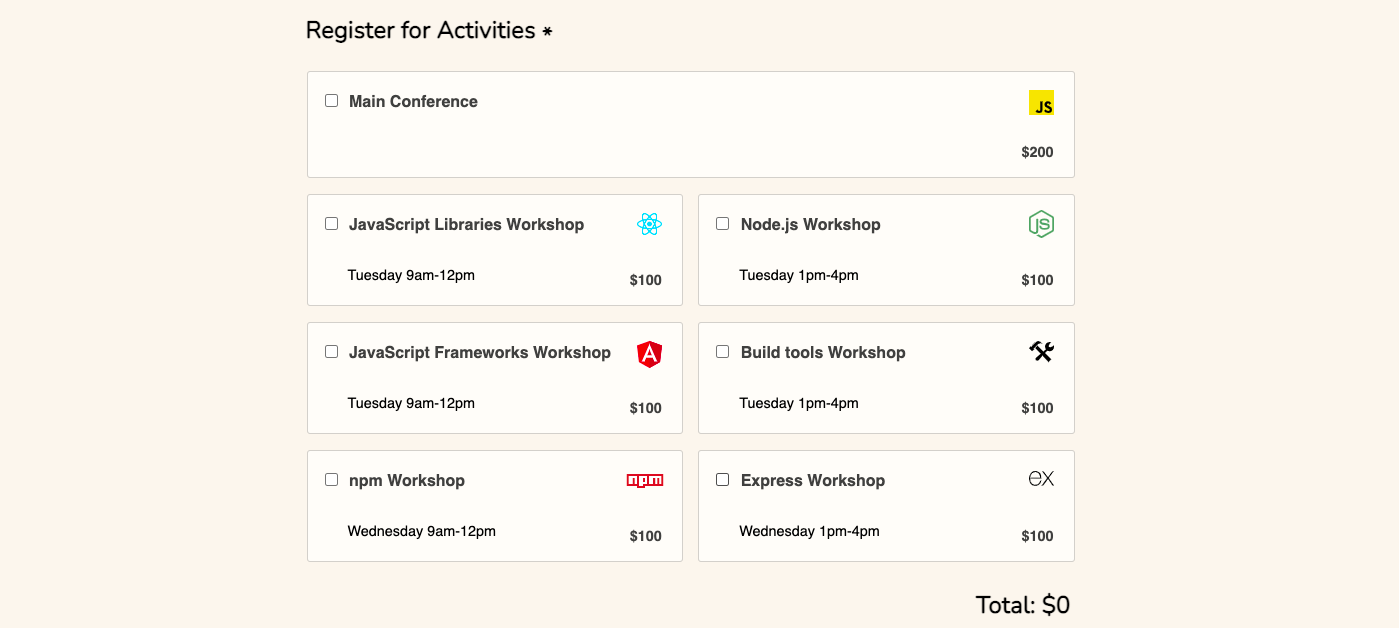 Register for Activities *
Main Conference
JS
$200
JavaScript Libraries Workshop
Tuesday 9am-12pm
$100
Node.js Workshop
JS
Tuesday 1pm-4pm
$100
JavaScript Frameworks Workshop
A
Tuesday 9am-12pm
$100
Build tools Workshop
Tuesday 1pm-4pm
$100
npm Workshop
npm
Wednesday 9am-12pm
$100
Express Workshop
ex
Wednesday 1pm-4pm
$100
Total: $0